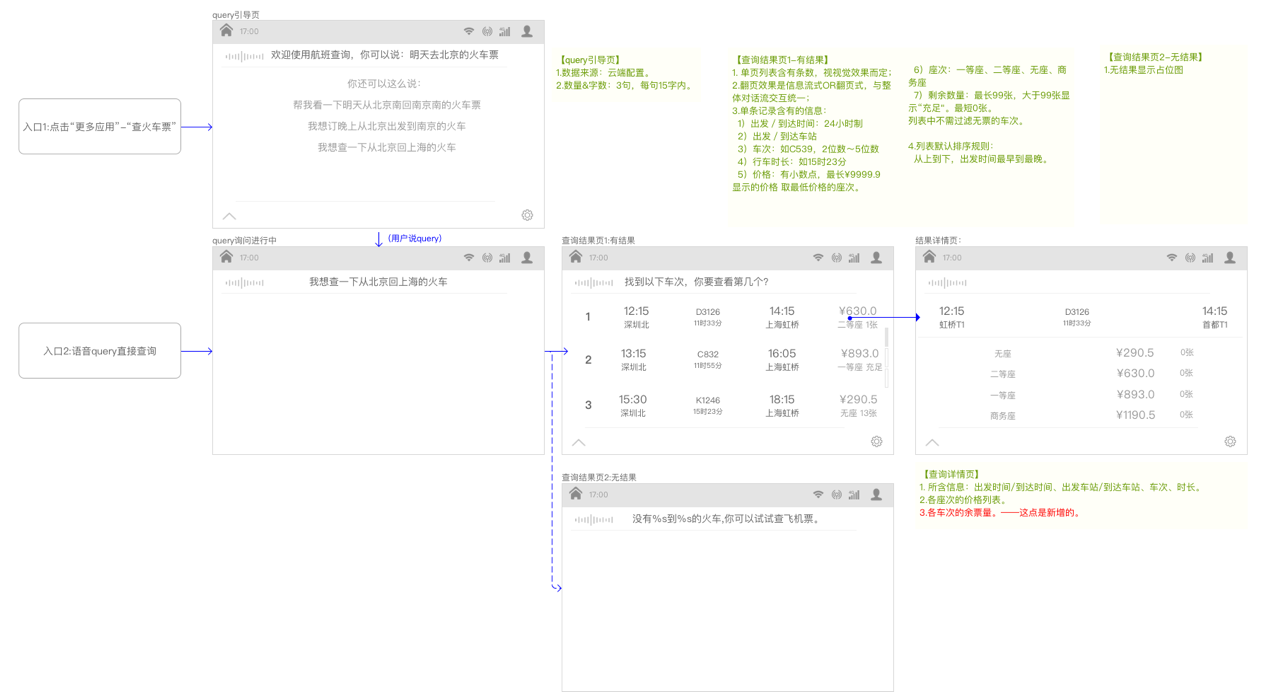 query引导页
17:00
欢迎使用航班查询，你可以说：明天去北京的火车票
你还可以这么说：
帮我看一下明天从北京南回南京南的火车票
我想订晚上从北京出发到南京的火车
我想查一下从北京回上海的火车
入口1:点击“更多应用”-“查火车票”
【query引导页】
1.数据来源：云端配置。
2.数量&字数：3句，每句15字内。
【查询结果页1-有结果】
1. 单页列表含有条数，视视觉效果而定；
2.翻页效果是信息流式OR翻页式，与整
体对话流交互统一；
3.单条记录含有的信息：
1）出发 / 到达时间：24小时制
2）出发 / 到达车站
3）车次：如C539，2位数～5位数
4）行车时长：如15时23分
5）价格：有小数点，最长¥9999.9
显示的价格 取最低价格的座次。
6）座次：一等座、二等座、无座、商
务座
7）剩余数量：最长99张，大于99张显
示“充足“。最短0张。
列表中不需过滤无票的车次。
4.列表默认排序规则：
从上到下，出发时间最早到最晚。
【查询结果页2-无结果】
1.无结果显示占位图
（用户说query）
query询问进行中
17:00
我想查一下从北京回上海的火车
入口2:语音query直接查询
查询结果页1:有结果
17:00
找到以下车次，你要查看第几个?
1 12:15 D3126 14:15 ¥630.0
深圳北 11时33分 上海虹桥 二等座 1张
2 13:15 C832 16:05 ¥893.0
深圳北 11时55分 上海虹桥 一等座 充足
3 15:30 K1246 18:15 ¥290.5
深圳北 15时23分 上海虹桥 无座 13张
结果详情页：
17:00
12:15 D3126 14:15
虹桥T1 11时33分 首都T1
无座 ¥290.5 0张
二等座 ¥630.0 0张
一等座 ¥893.0 0张
商务座 ¥1190.5 0张
【查询详情页】
1. 所含信息：出发时间/到达时间、出发车站/到达车站、车次、时长。
2.各座次的价格列表。
3.各车次的余票量。——这点是新增的。
查询结果页2:无结果
17:00
没有%s到%s的火车,你可以试试查飞机票。